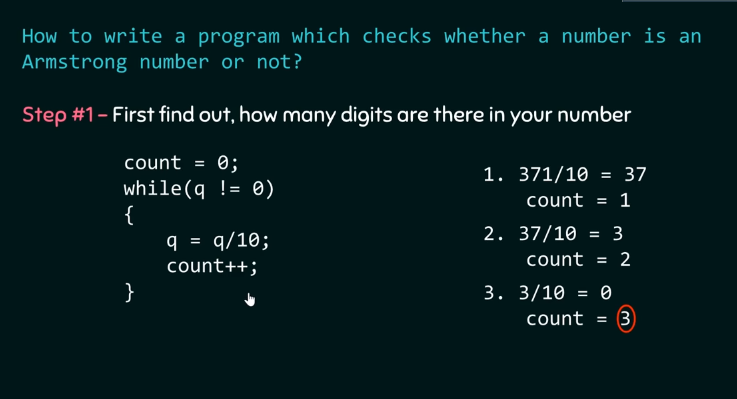 How to write a program which checks whether a number is an
Armstrong number or not?
Step #1 – First find out, how many digits are there in your number
count = 0;
while(q != 0)
{
q = q/10;
count++;
}
1. 371/10 = 37
count = 1
2. 37/10 = 3
count = 2
3. 3/10 = 0
count = 3